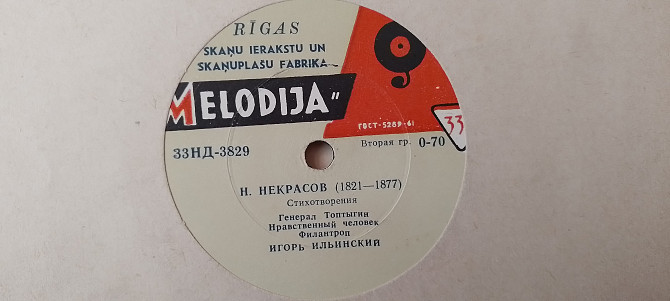 RĪGAS
SKAŅU IERAKSTU UN
SKAŅUPLAŠU FABRIKA
MELODIJA"
ГОСТ-5289-61
33
33НД-3829
Вторая гр. 0-70
Н. НЕКРАСОВ (1821—1877)
Стихотворения
Генерал Топтыгин
Нравственный человек
Филантроп
ИГОРЬ ИЛЬИНСКИЙ